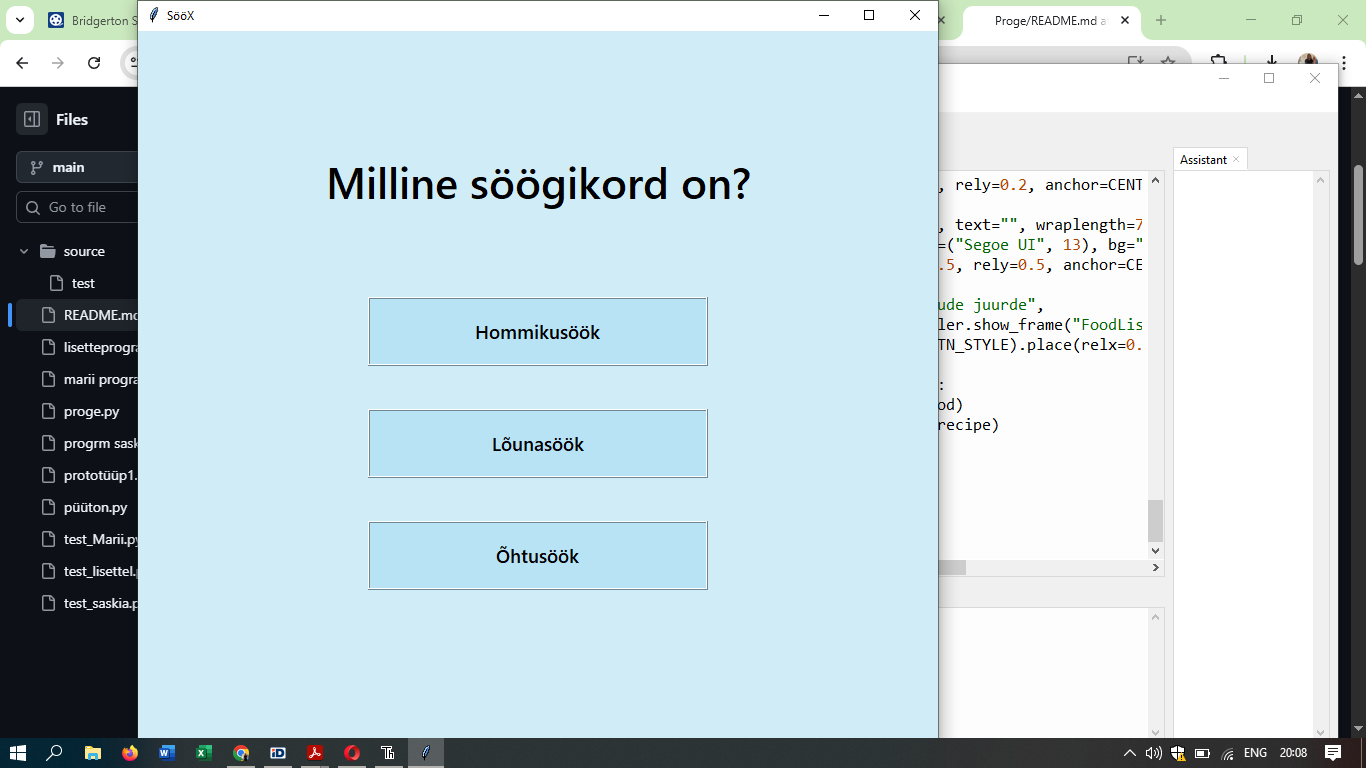 Bridgerton S
SööX
Proge/README.md a
Files
main
Go to file
source
test
README.md
lisetteprogra
marii progra
proge.py
progrm sask
prototüüp1.
püüton.py
test_Marii.py
test_lisettel.p
test_saskia.p
Milline söögikord on?
Hommikusöök
Lõunasöök
Õhtusöök
Assistant
, rely=0.2, anchor=CENT
, text="", wraplength=7
=("Segoe UI", 13), bg="
.5, rely=0.5, anchor=CE
ude juurde",
ler.show_frame("FoodLis
TN_STYLE).place(relx=0.
:
od)
recipe)
ENG
20:08